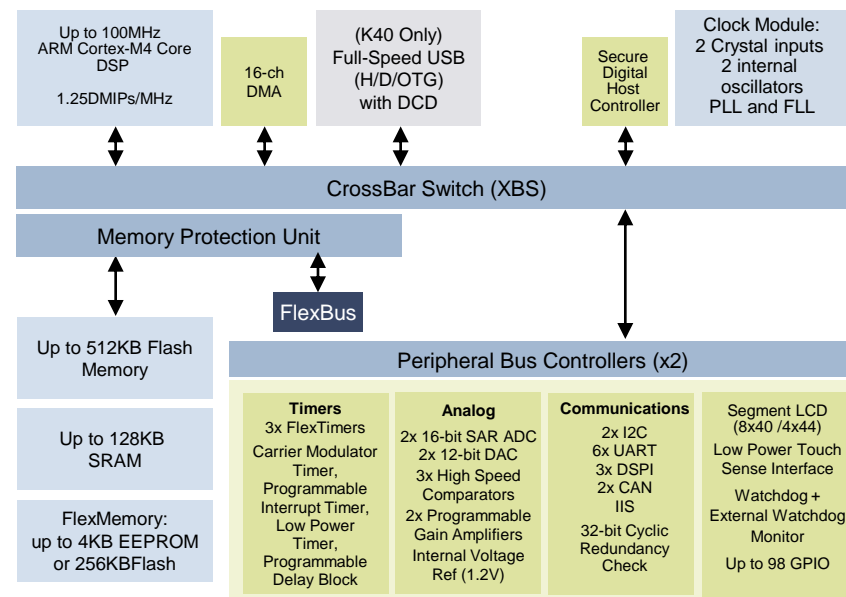 Up to 100MHz
ARM Cortex-M4 Core
DSP
1.25DMIPs/MHz
16-ch
DMA
(K40 Only)
Full-Speed USB
(H/D/OTG)
with DCD
Secure
Digital
Host
Controller
Clock Module:
2 Crystal inputs
2 internal
oscillators
PLL and FLL
CrossBar Switch (XBS)
Memory Protection Unit
FlexBus
Up to 512KB Flash
Memory
Up to 128KB
SRAM
FlexMemory:
up to 4KB EEPROM
or 256KBFlash
Peripheral Bus Controllers (x2)
Timers
3x FlexTimers
Carrier Modulator
Timer,
Programmable
Interrupt Timer,
Low Power
Timer,
Programmable
Delay Block
Analog
2x 16-bit SAR ADC
2x 12-bit DAC
3x High Speed
Comparators
2x Programmable
Gain Amplifiers
Internal Voltage
Ref (1.2V)
Communications
2x I2C
6x UART
3x DSPI
2x CAN
IIS
32-bit Cyclic
Redundancy
Check
Segment LCD
(8x40 /4x44)
Low Power Touch
Sense Interface
Watchdog +
External Watchdog
Monitor
Up to 98 GPIO